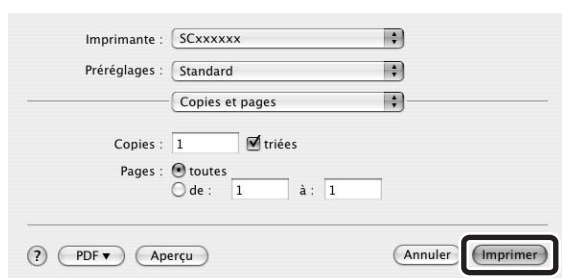 Imprimante : SCxxxxxx
Préréglages : Standard
Copies et pages
Copies : 1 triées
Pages : toutes
de : 1 à : 1
? PDF ▼ Aperçu Annuler Imprimer